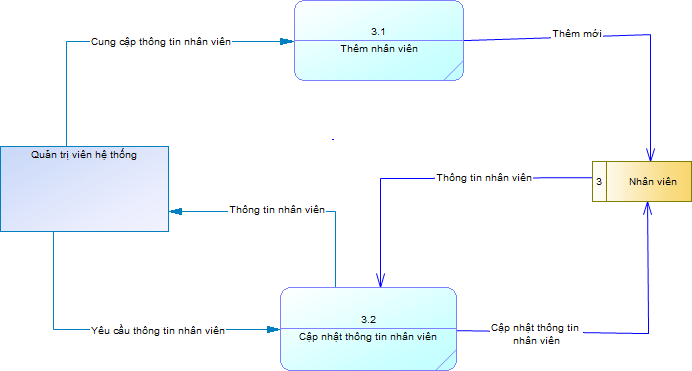 3.1
Thêm nhân viên
Cung cấp thông tin nhân viên
Thêm mới
Quản trị viên hệ thống
Thông tin nhân viên
3
Nhân viên
Thông tin nhân viên
3.2
Cập nhật thông tin nhân viên
Yêu cầu thông tin nhân viên
Cập nhật thông tin
nhân viên